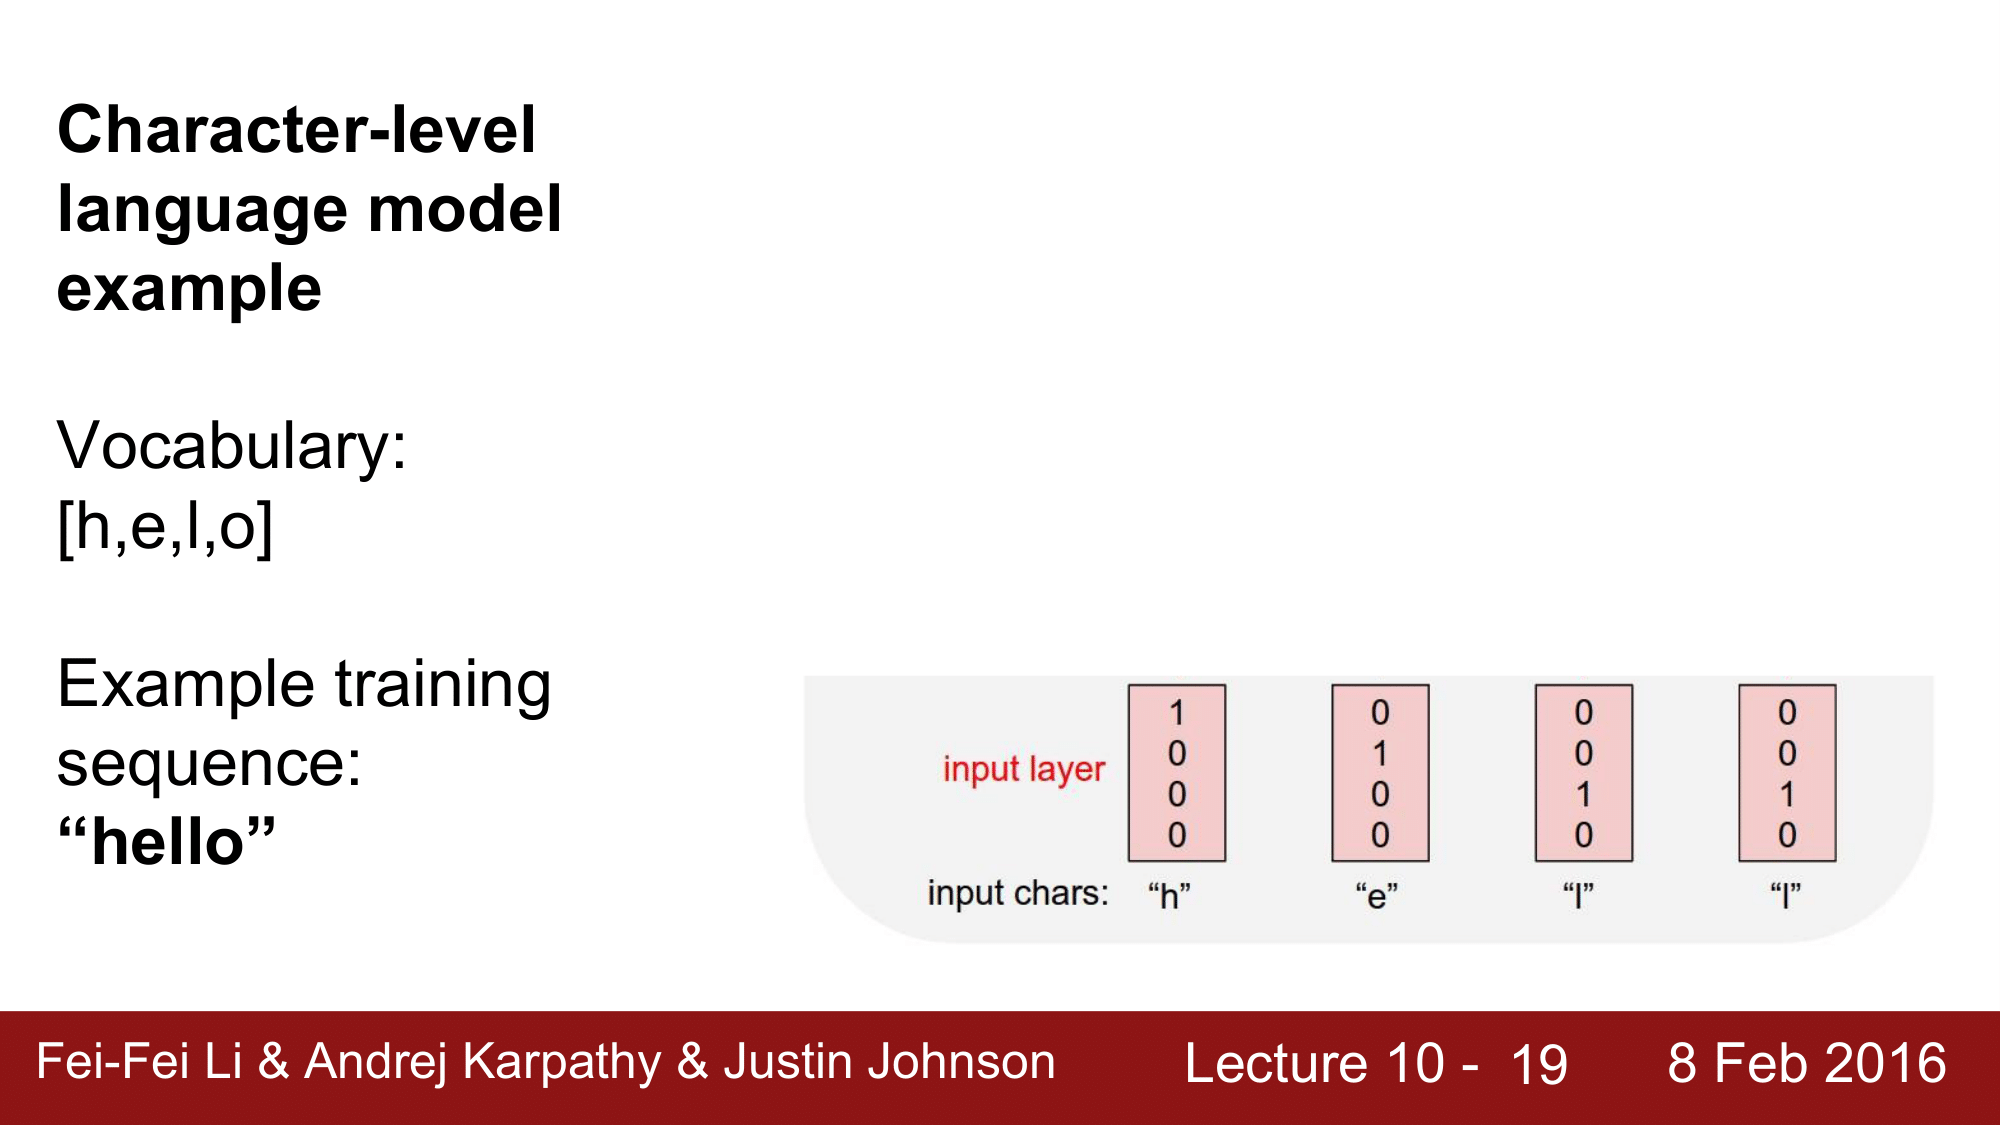 Character-level
language model
example
Vocabulary:
[h,e,l,o]
Example training
sequence:
“hello”
1 0 0 0
0 1 0 0
input layer
0 0 1 1
0 0 0 0
input chars: “h” “e” “l” “l”
Fei-Fei Li & Andrej Karpathy & Justin Johnson Lecture 10 - 19 8 Feb 2016